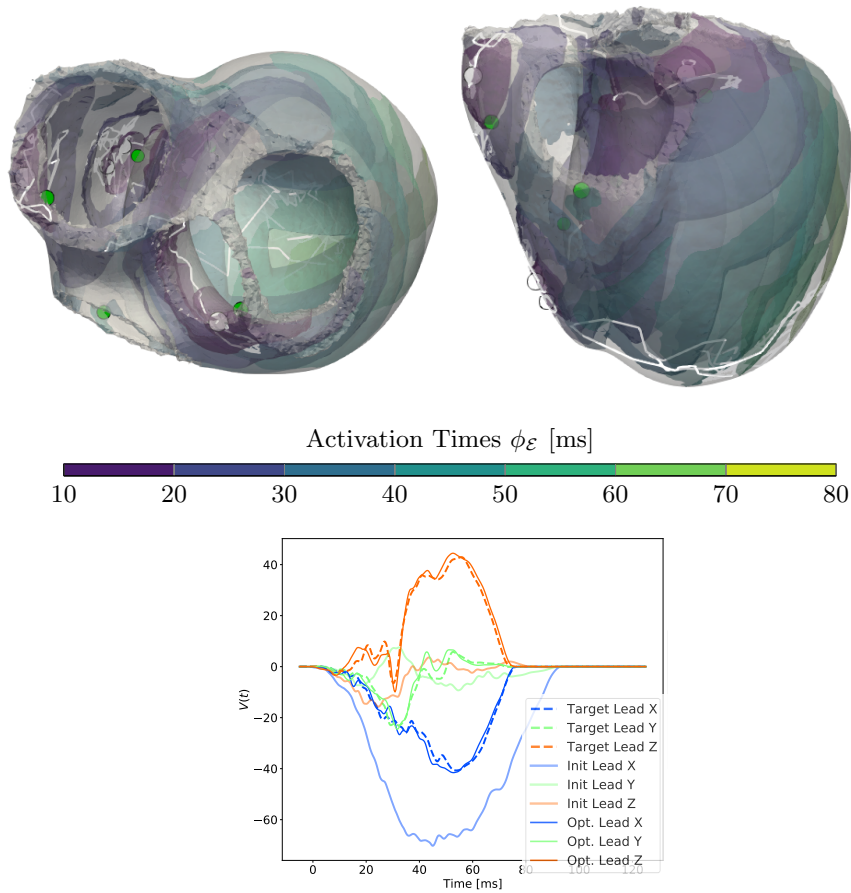 Activation Times ϕ_ℰ [ms]
10 20 30 40 50 60 70 80
40
20
0
−20
−40
−60
V(t)
Target Lead X
Target Lead Y
Target Lead Z
Init Lead X
Init Lead Y
Init Lead Z
Opt. Lead X
Opt. Lead Y
Opt. Lead Z
0 20 40 60 80 100 120
Time [ms]